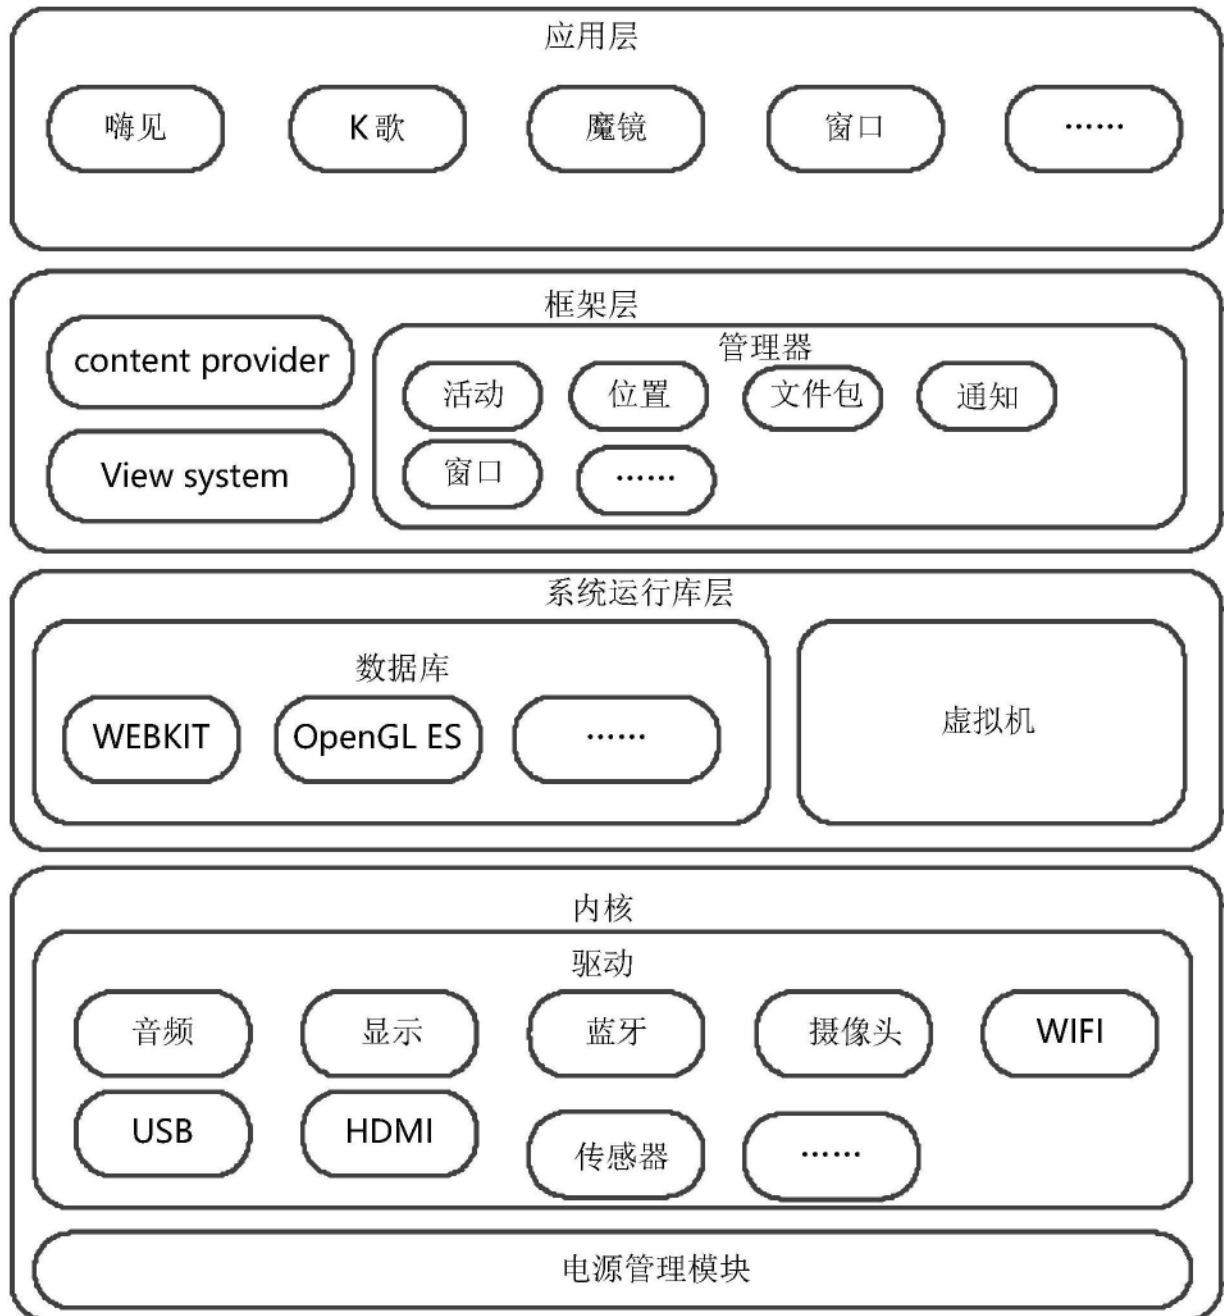 应用层
嗨见
K歌
魔镜
窗口
……
框架层
content provider
View system
管理器
活动
位置
文件包
通知
窗口
……
系统运行库层
数据库
WEBKIT
OpenGL ES
……
虚拟机
内核
驱动
音频
显示
蓝牙
摄像头
WIFI
USB
HDMI
传感器
……
电源管理模块